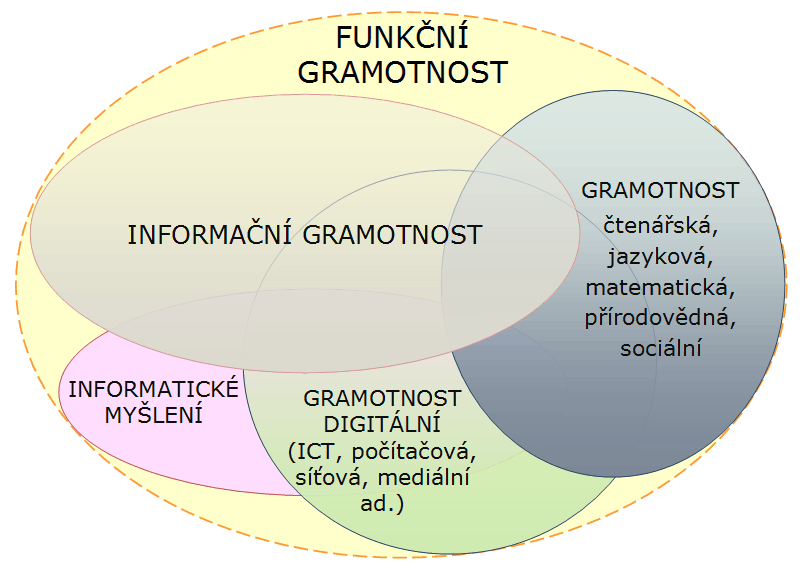 FUNKČNÍ
GRAMOTNOST
INFORMAČNÍ GRAMOTNOST
GRAMOTNOST
čtenářská,
jazyková,
matematická,
přírodovědná,
sociální
INFORMATICKÉ
MYŠLENÍ
GRAMOTNOST
DIGITÁLNÍ
(ICT, počítačová,
síťová, mediální
ad.)